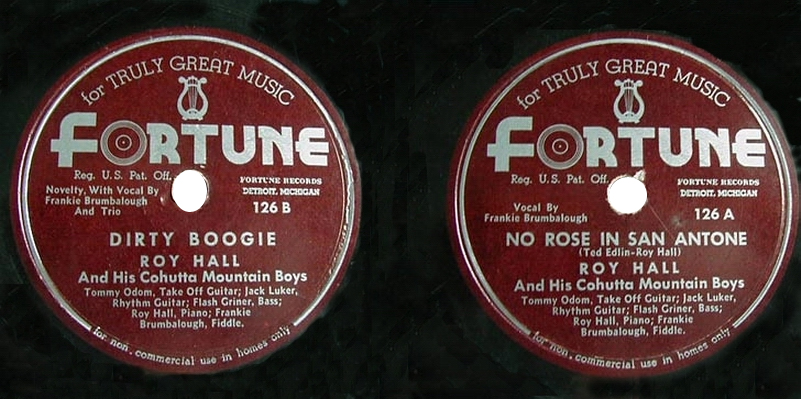 for TRULY GREAT MUSIC
FORTUNE
Reg. U. S. Pat. Off.
FORTUNE RECORDS
DETROIT, MICHIGAN
Novelty, With Vocal By
Frankie Brumbalough
And Trio
126 B
DIRTY BOOGIE
ROY HALL
And His Cohutta Mountain Boys
Tommy Odom, Take Off Guitar; Jack Luker,
Rhythm Guitar; Flash Griner, Bass;
Roy Hall, Piano; Frankie
Brumbalough, Fiddle.
for non-commercial use in homes only
for TRULY GREAT MUSIC
FORTUNE
Reg. U. S. Pat. Off.
FORTUNE RECORDS
DETROIT, MICHIGAN
Vocal By
Frankie Brumbalough
126 A
NO ROSE IN SAN ANTONE
(Ted Edlin-Roy Hall)
ROY HALL
And His Cohutta Mountain Boys
Tommy Odom, Take Off Guitar; Jack Luker,
Rhythm Guitar; Flash Griner, Bass;
Roy Hall, Piano; Frankie
Brumbalough, Fiddle.
for non-commercial use in homes only